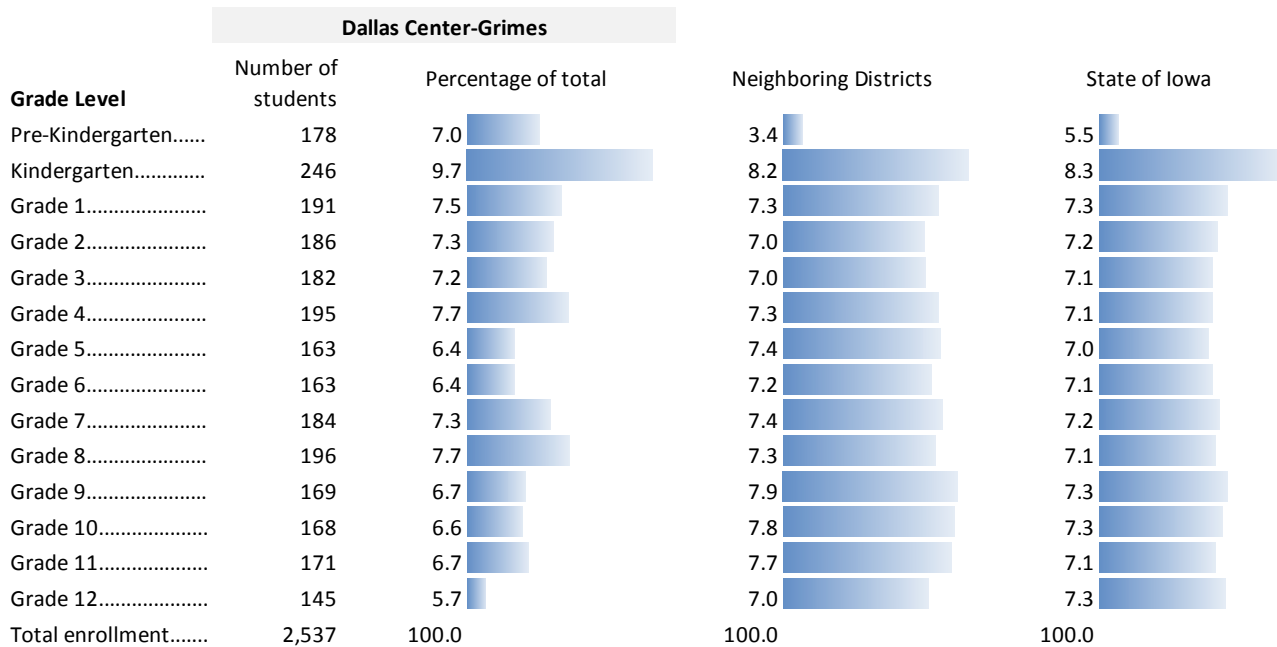 Dallas Center-Grimes
Grade Level Number of students Percentage of total Neighboring Districts State of Iowa
Pre-Kindergarten...... 178 7.0 3.4 5.5
Kindergarten............. 246 9.7 8.2 8.3
Grade 1...................... 191 7.5 7.3 7.3
Grade 2...................... 186 7.3 7.0 7.2
Grade 3...................... 182 7.2 7.0 7.1
Grade 4...................... 195 7.7 7.3 7.1
Grade 5...................... 163 6.4 7.4 7.0
Grade 6...................... 163 6.4 7.2 7.1
Grade 7...................... 184 7.3 7.4 7.2
Grade 8...................... 196 7.7 7.3 7.1
Grade 9...................... 169 6.7 7.9 7.3
Grade 10.................... 168 6.6 7.8 7.3
Grade 11.................... 171 6.7 7.7 7.1
Grade 12.................... 145 5.7 7.0 7.3
Total enrollment....... 2,537 100.0 100.0 100.0